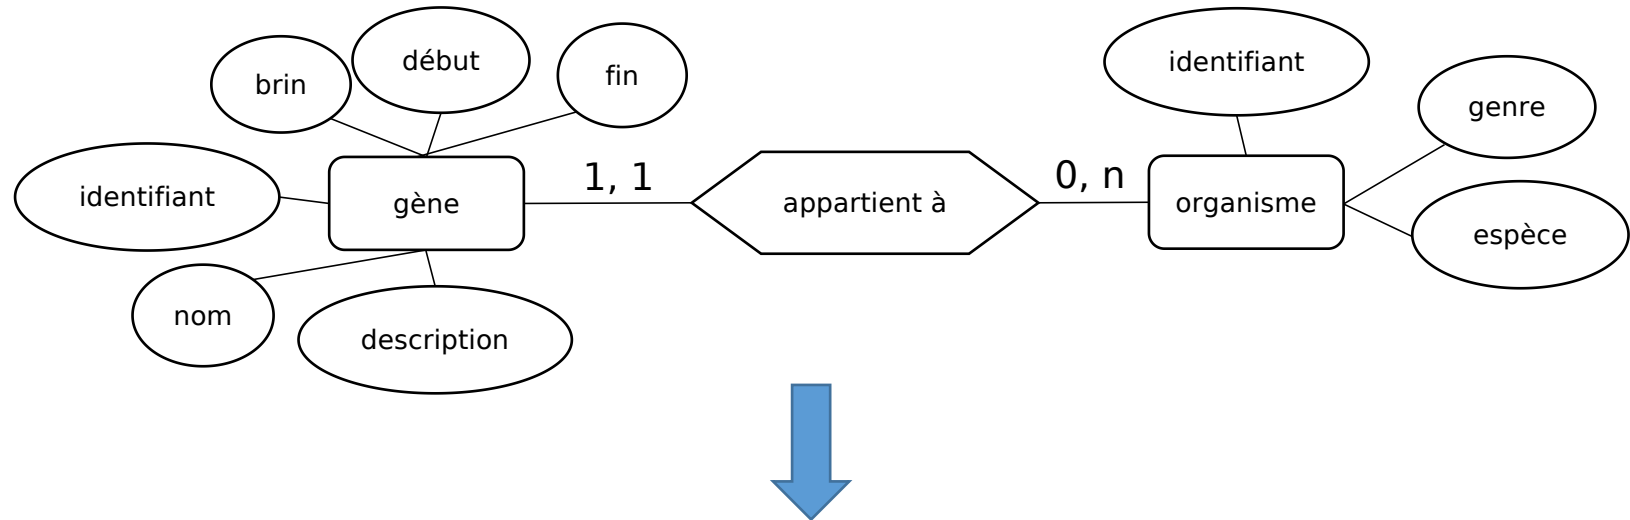 début
brin
fin
identifiant
gène
nom
description
1, 1
appartient à
0, n
identifiant
genre
organisme
espèce